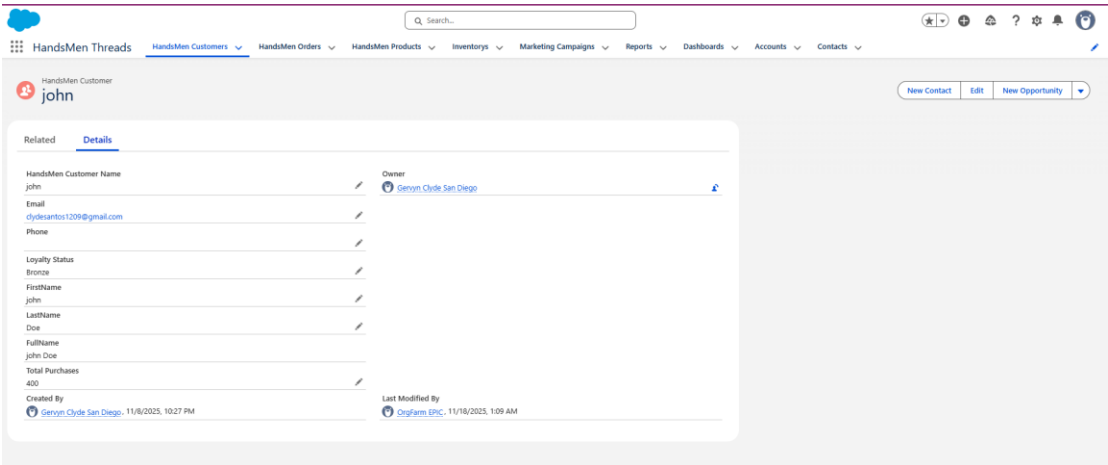 Search...
HandsMen Threads HandsMen Customers HandsMen Orders HandsMen Products Inventorys Marketing Campaigns Reports Dashboards Accounts Contacts
HandsMen Customer
john
New Contact Edit New Opportunity
Related Details
HandsMen Customer Name
john
Owner
Gervyn Clyde San Diego
Email
clydesantos1209@gmail.com
Phone
Loyalty Status
Bronze
FirstName
john
LastName
Doe
FullName
john Doe
Total Purchases
400
Created By
Gervyn Clyde San Diego, 11/8/2025, 10:27 PM
Last Modified By
OrgFarm EPIC, 11/18/2025, 1:09 AM